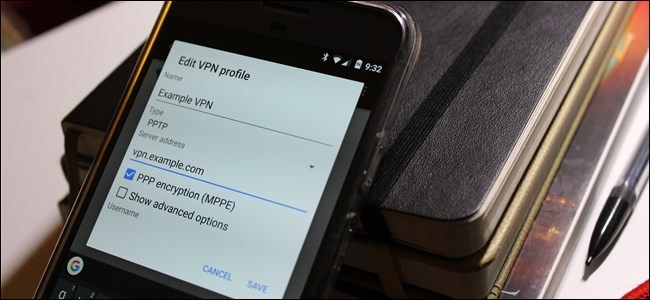 9:32
Edit VPN profile
Name
Example VPN
Type
PPTP
Server address
vpn.example.com
PPP encryption (MPPE)
Show advanced options
Username
CANCEL SAVE
G
q